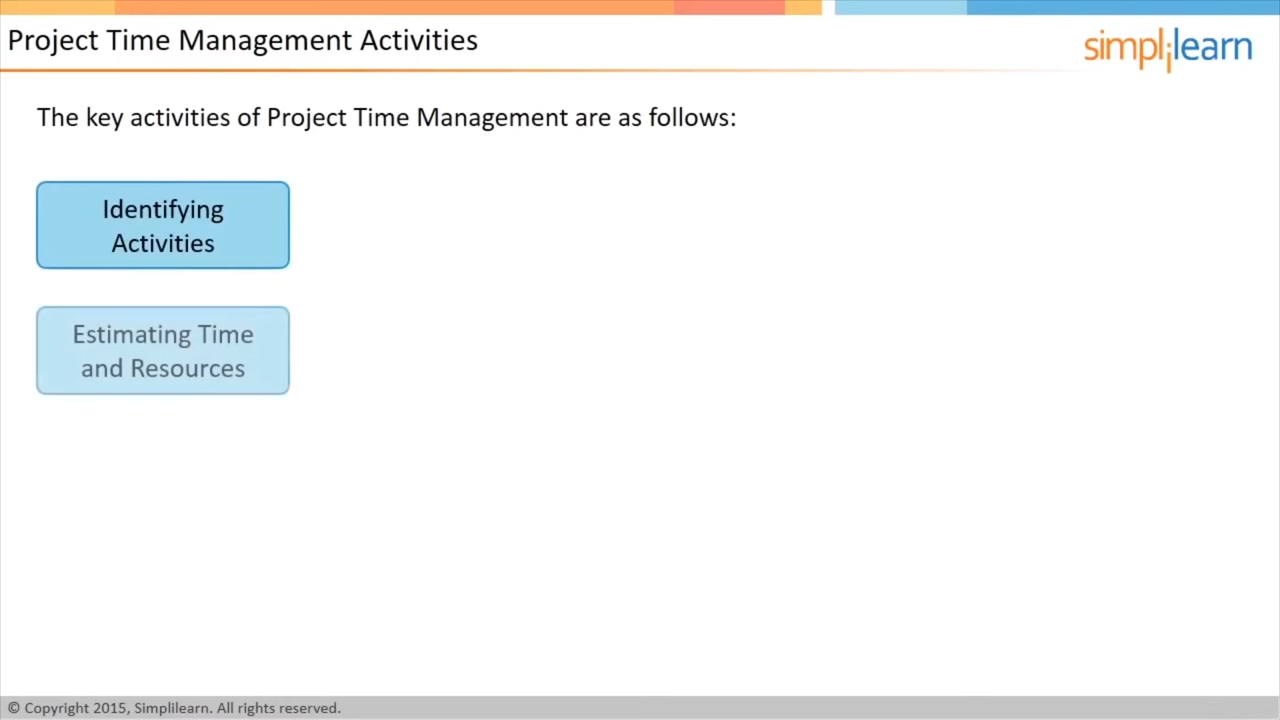 Project Time Management Activities
simplilearn
The key activities of Project Time Management are as follows:
Identifying
Activities
Estimating Time
and Resources
© Copyright 2015, Simplilearn. All rights reserved.